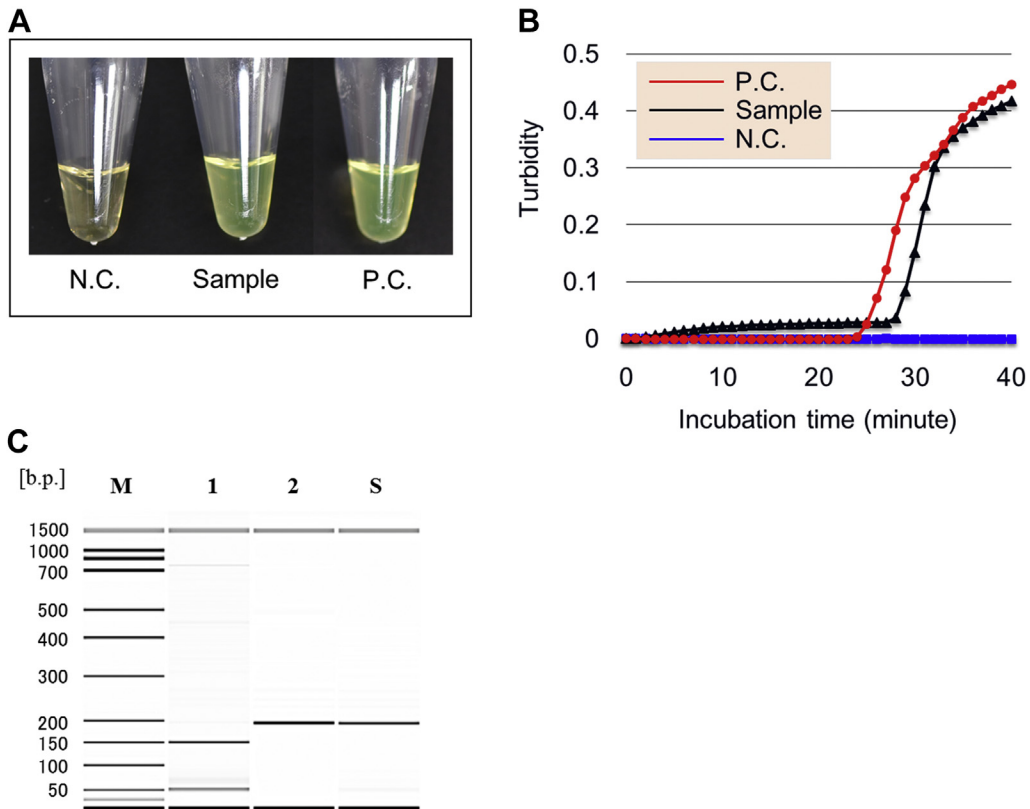 A
N.C. Sample P.C.
B
0.5
0.4
0.3
0.2
0.1
0
Turbidity
P.C.
Sample
N.C.
0 10 20 30 40
Incubation time (minute)
C
[b.p.] M 1 2 S
1500
1000
700
500
400
300
200
150
100
50